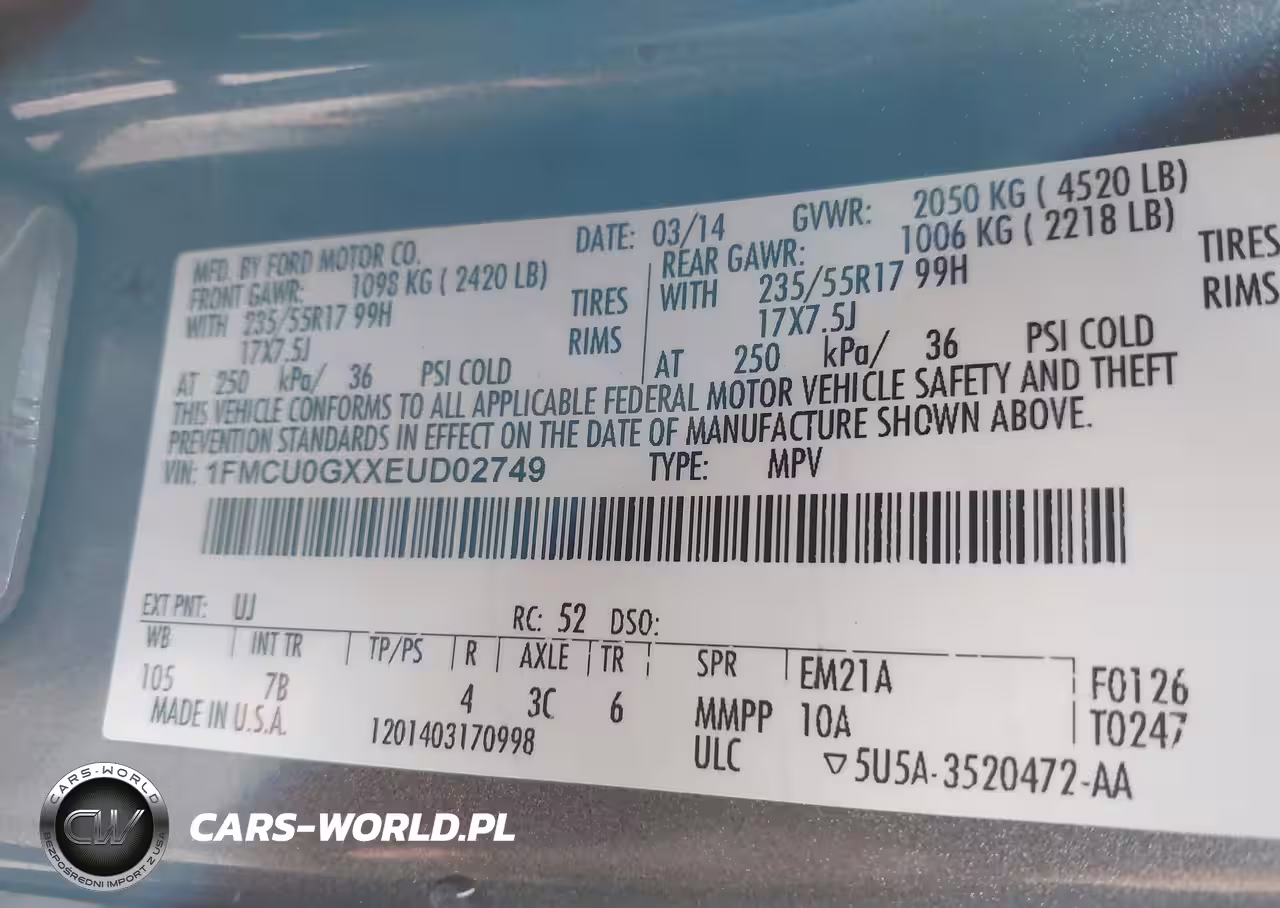 MFD. BY FORD MOTOR CO. DATE: 03/14 GVWR: 2050 KG ( 4520 LB)
FRONT GAWR: 1098 KG ( 2420 LB) REAR GAWR: 1006 KG ( 2218 LB)
WITH 235/55R17 99H TIRES WITH 235/55R17 99H TIRES
17X7.5J RIMS 17X7.5J RIMS
AT 250 kPa/ 36 PSI COLD AT 250 kPa/ 36 PSI COLD
THIS VEHICLE CONFORMS TO ALL APPLICABLE FEDERAL MOTOR VEHICLE SAFETY AND THEFT
PREVENTION STANDARDS IN EFFECT ON THE DATE OF MANUFACTURE SHOWN ABOVE.
VIN: 1FMCU0GXXEUD02749 TYPE: MPV
EXT PNT: UJ RC: 52 DSO:
WB INT TR TP/PS R AXLE TR SPR EM21A F0126
105 7B 4 3C 6 MMPP 10A T0247
MADE IN U.S.A. 1201403170998 ULC ▽5U5A-3520472-AA
CARS-WORLD
CW
BEZPOŚREDNI IMPORT Z USA
CARS-WORLD.PL